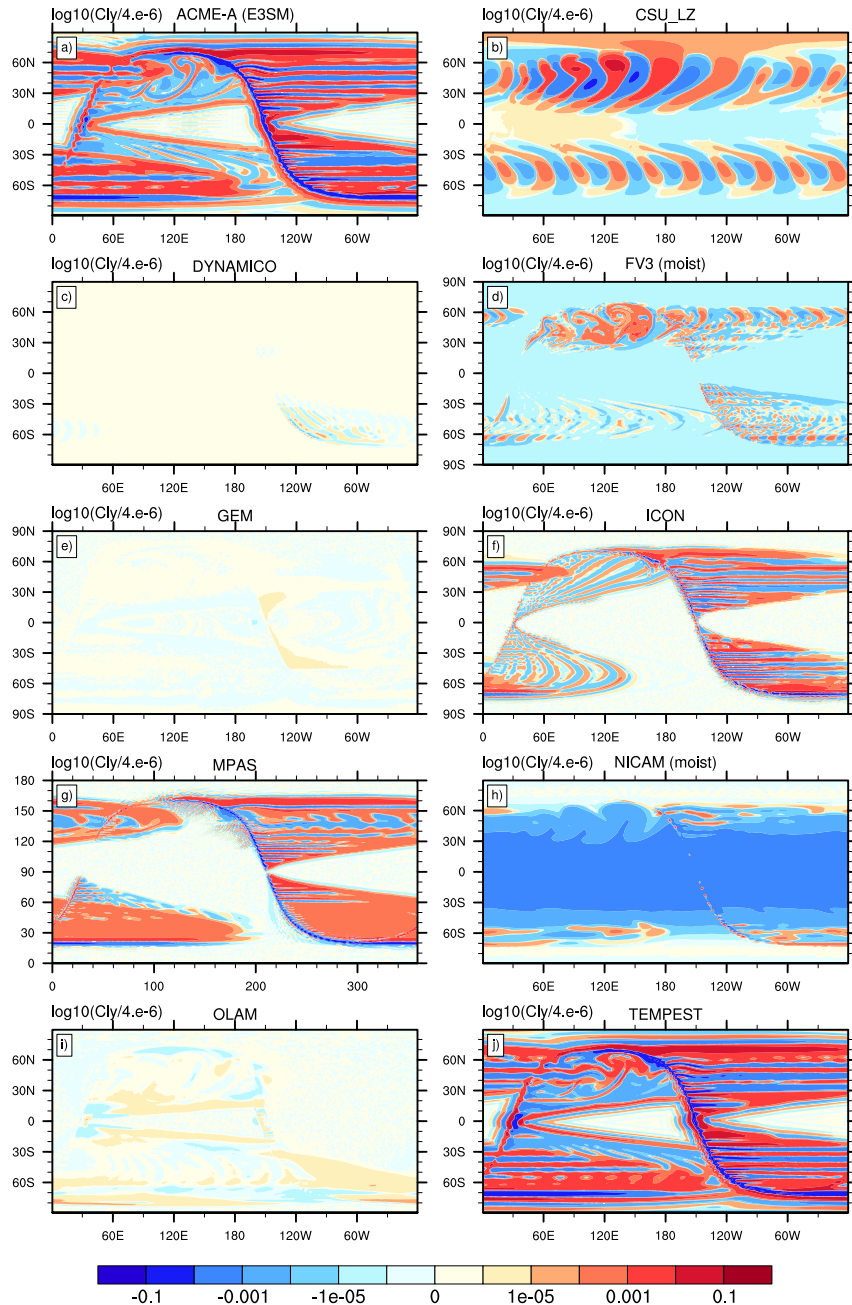 log10(Cly/4.e-6) ACME-A (E3SM)
a)
60N
30N
0
30S
60S
0 60E 120E 180 120W 60W
log10(Cly/4.e-6) CSU_LZ
b)
60N
30N
0
30S
60S
60E 120E 180 120W 60W
log10(Cly/4.e-6) DYNAMICO
c)
60N
30N
0
30S
60S
60E 120E 180 120W 60W
log10(Cly/4.e-6) FV3 (moist)
d)
90N
60N
30N
0
30S
60S
90S
60E 120E 180 120W 60W
log10(Cly/4.e-6) GEM
e)
90N
60N
30N
0
30S
60S
90S
60E 120E 180 120W 60W
log10(Cly/4.e-6) ICON
f)
90N
60N
30N
0
30S
60S
90S
0 60E 120E 180 120W 60W
log10(Cly/4.e-6) MPAS
g)
180
150
120
90
60
30
0
0 100 200 300
log10(Cly/4.e-6) NICAM (moist)
h)
60N
30N
0
30S
60S
60E 120E 180 120W 60W
log10(Cly/4.e-6) OLAM
i)
60N
30N
0
30S
60S
60E 120E 180 120W 60W
log10(Cly/4.e-6) TEMPEST
j)
60N
30N
0
30S
60S
60E 120E 180 120W 60W
-0.1 -0.001 -1e-05 0 1e-05 0.001 0.1